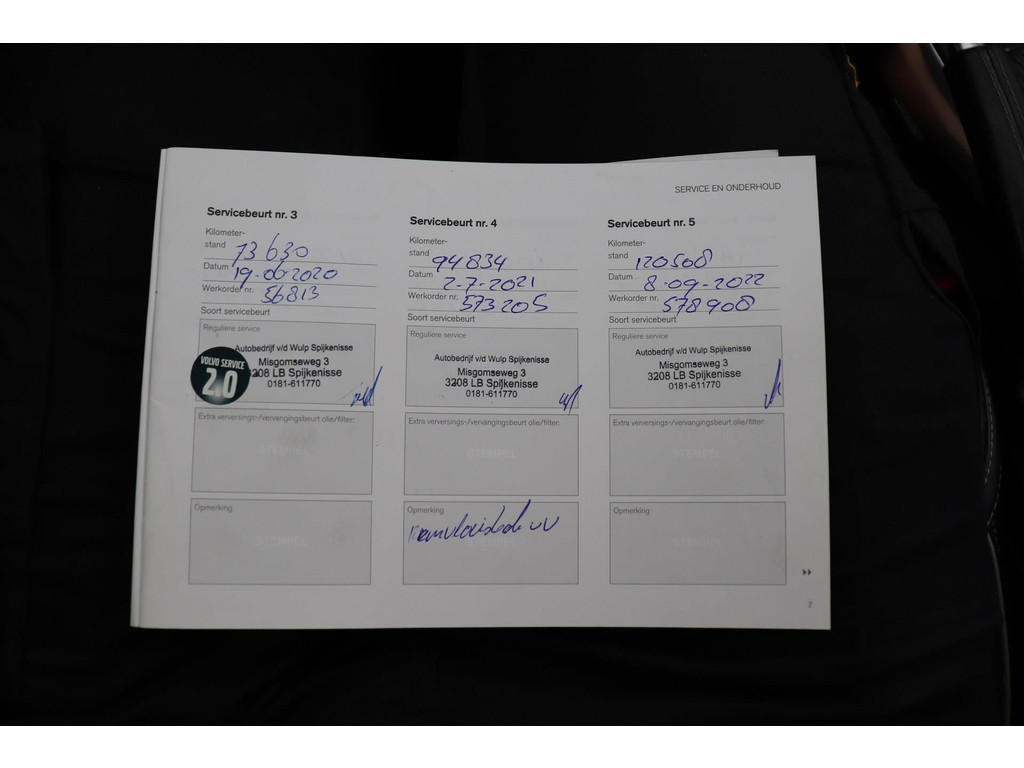 SERVICE EN ONDERHOUD
Servicebeurt nr. 3
Kilometer-
stand 73 630
Datum 19-06-2020
Werkorder nr. 56813
Soort servicebeurt
Reguliere service
Autobedrijf v/d Wulp Spijkenisse
Misgomseweg 3
3208 LB Spijkenisse
0181-611770
VOLVO SERVICE
2.0
Extra verversings-/vervangingsbeurt olie/filter:
STEMPEL
Opmerking
STEMPEL
Servicebeurt nr. 4
Kilometer-
stand 94834
Datum 2-7-2021
Werkorder nr. 573205
Soort servicebeurt
Reguliere service
Autobedrijf v/d Wulp Spijkenisse
Misgomseweg 3
3208 LB Spijkenisse
0181-611770
Extra verversings-/vervangingsbeurt olie/filter:
STEMPEL
Opmerking
Servicebeurt nr. 5
Kilometer-
stand 120508
Datum 8-09-2022
Werkorder nr. 578908
Soort servicebeurt
Reguliere service
Autobedrijf v/d Wulp Spijkenisse
Misgomseweg 3
3208 LB Spijkenisse
0181-611770
Extra verversings-/vervangingsbeurt olie/filter:
STEMPEL
Opmerking
STEMPEL
7